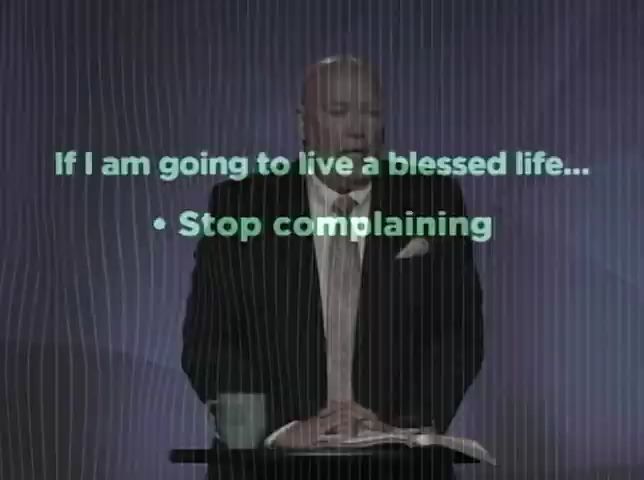 If I am going to live a blessed life...
• Stop complaining